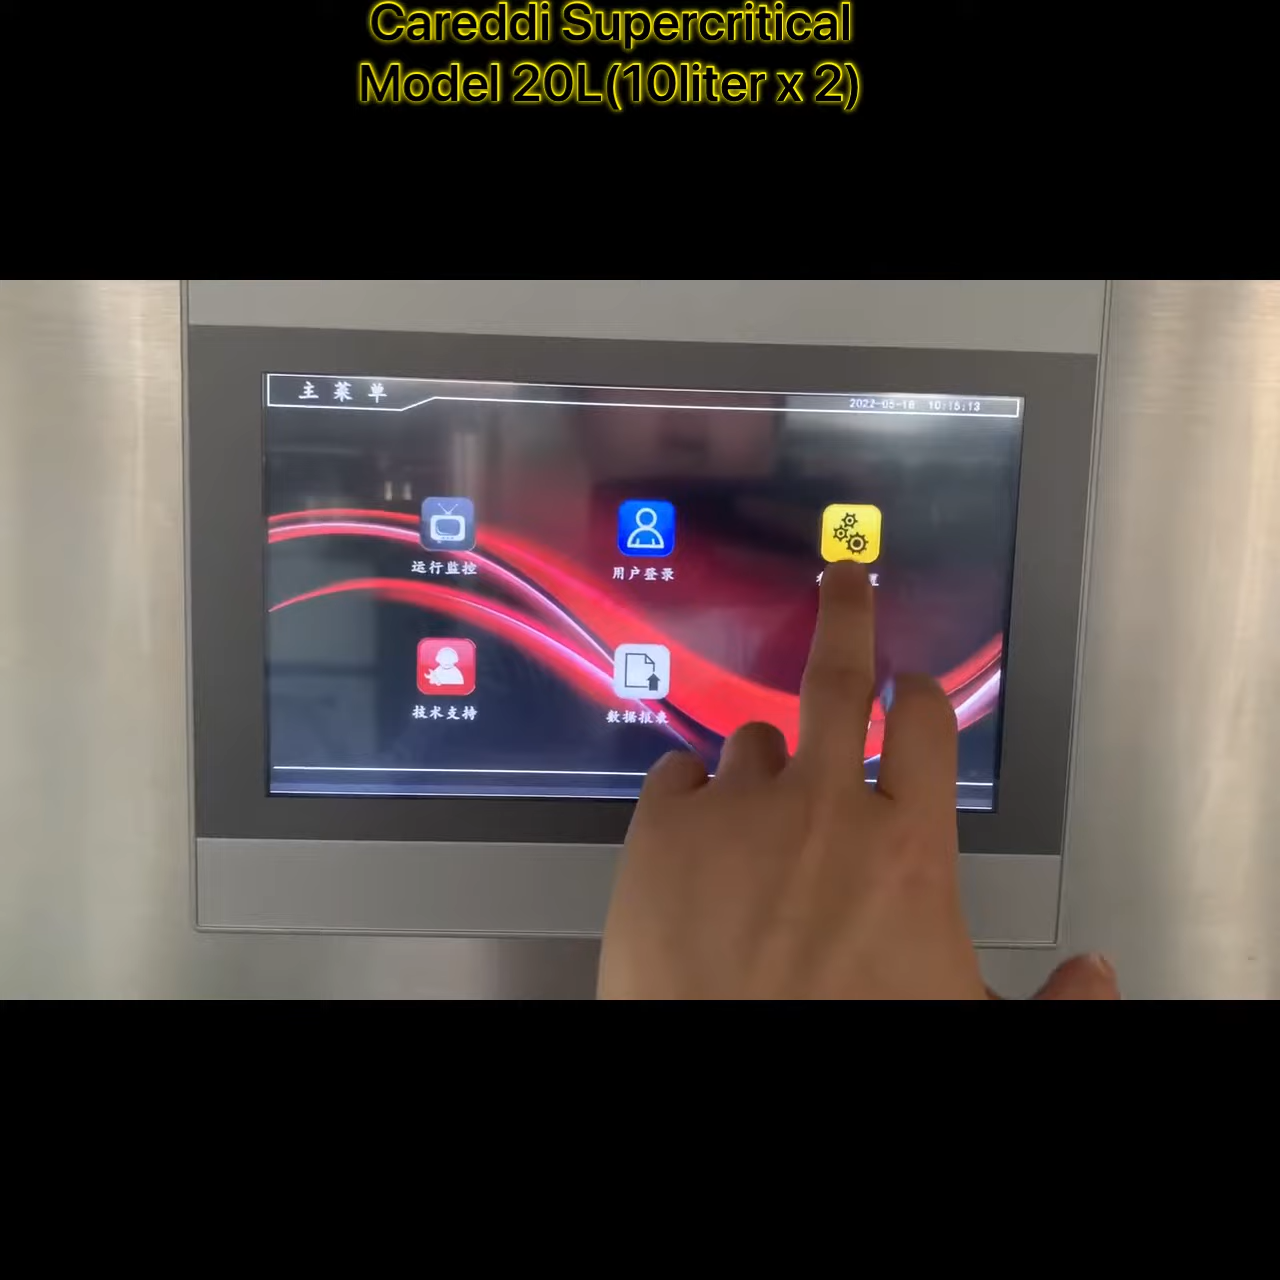 Careddi Supercritical
Model 20L(10liter x 2)
主菜单
2022-05-16 10:15:13
运行监控
用户登录
技术支持
数据报表